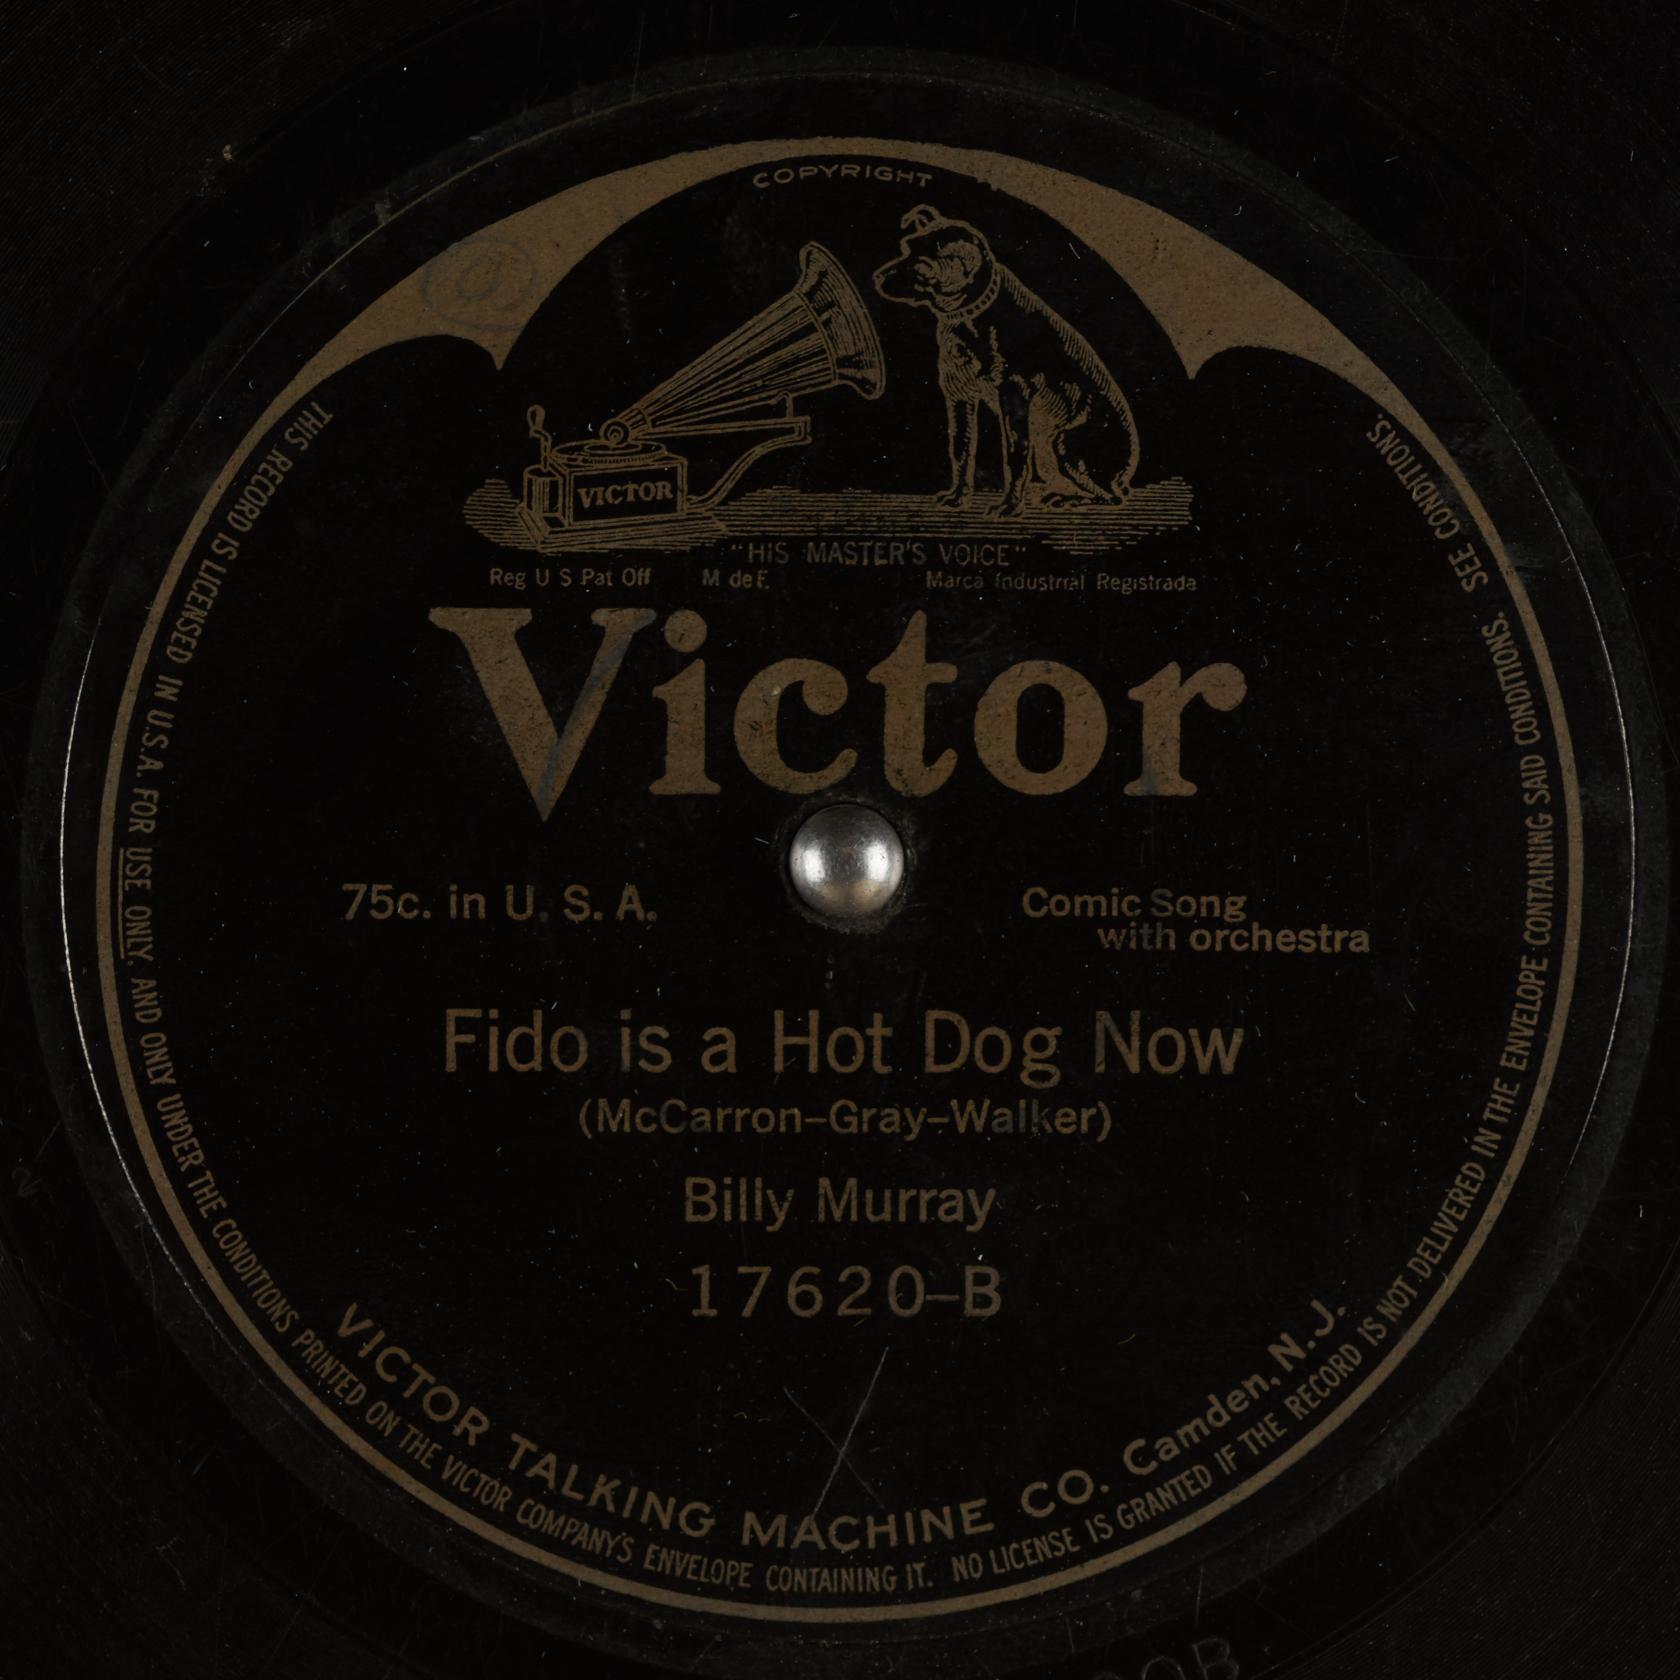 COPYRIGHT
VICTOR
"HIS MASTER'S VOICE"
Reg U S Pat Off M de F. Marca Industrial Registrada
Victor
75c. in U. S. A.
Comic Song
with orchestra
Fido is a Hot Dog Now
(McCarron–Gray–Walker)
Billy Murray
17620–B
VICTOR TALKING MACHINE CO. Camden, N. J.
THIS RECORD IS LICENSED IN U.S.A. FOR USE ONLY, AND ONLY UNDER THE CONDITIONS PRINTED ON THE VICTOR COMPANY'S ENVELOPE CONTAINING IT. NO LICENSE IS GRANTED IF THE RECORD IS NOT DELIVERED IN THE ENVELOPE CONTAINING SAID CONDITIONS. SEE CONDITIONS.